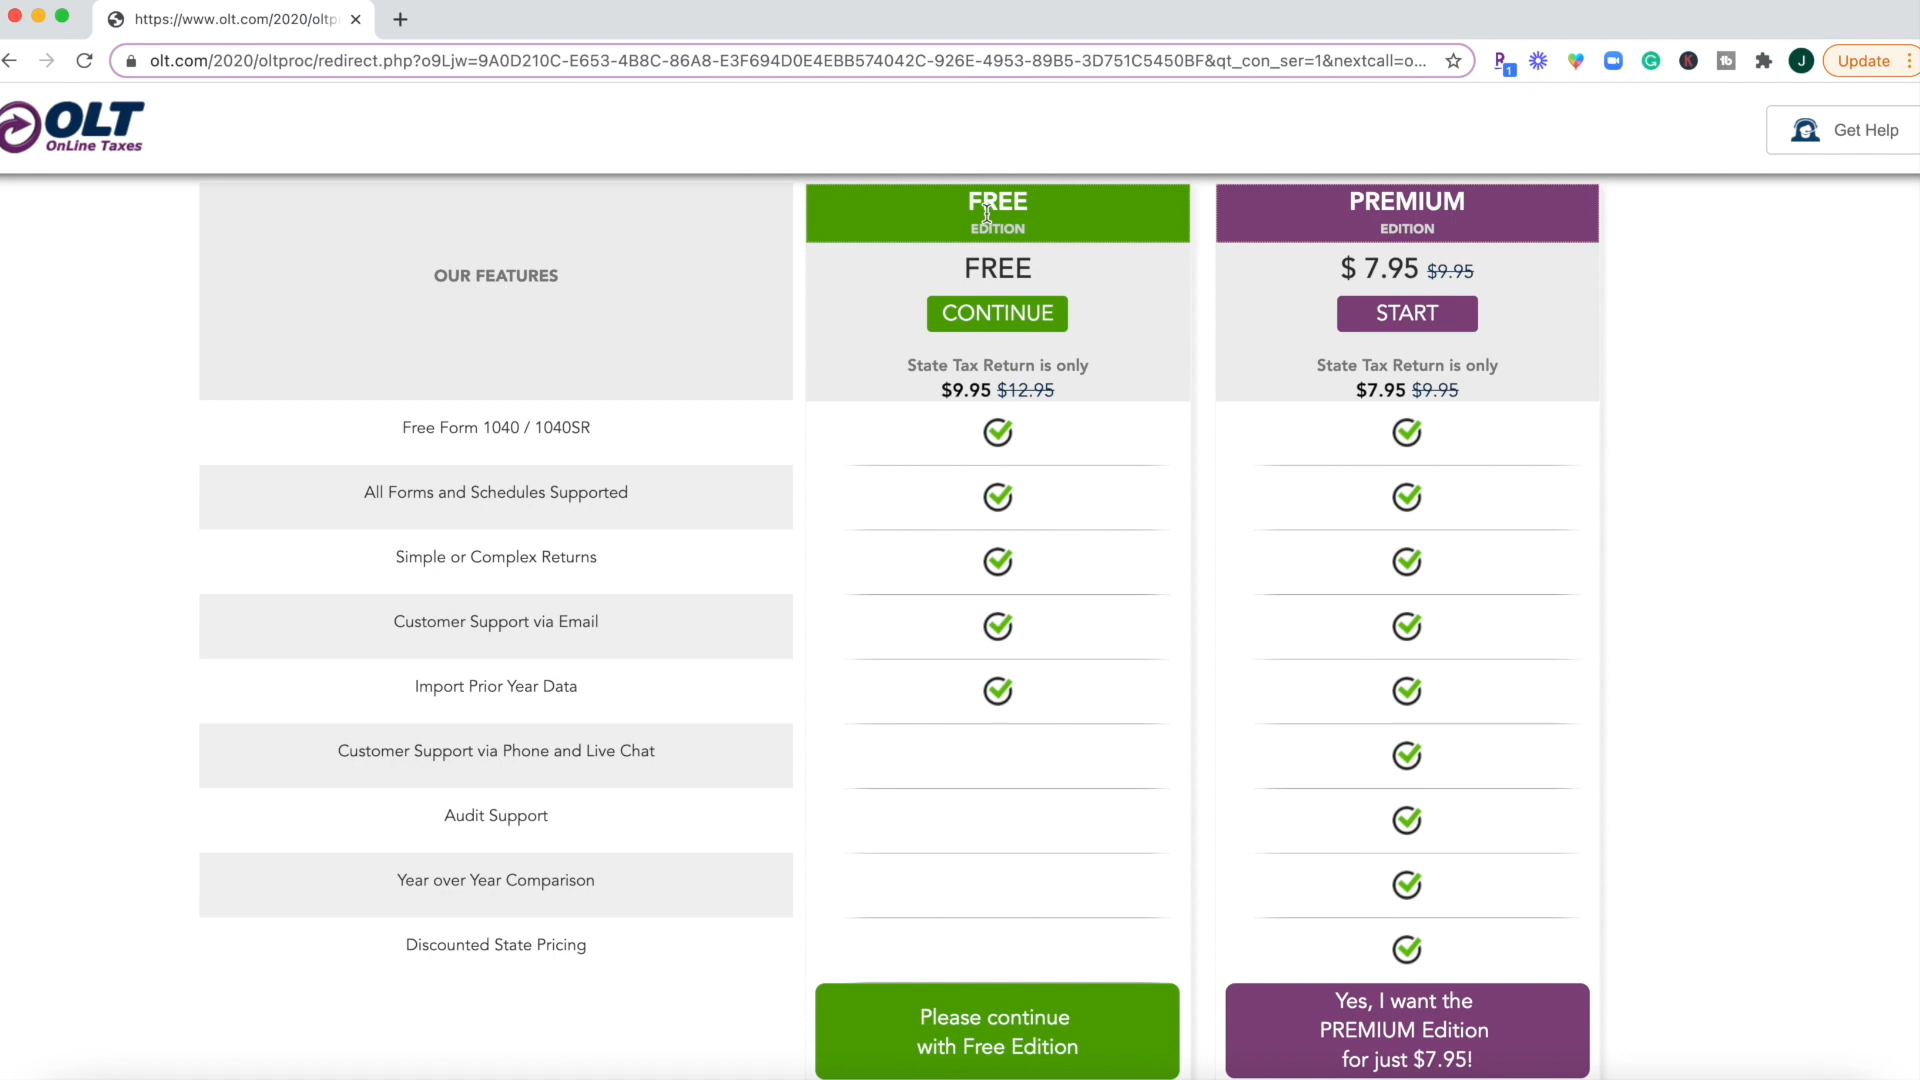 https://www.olt.com/2020/oltp
olt.com/2020/oltproc/redirect.php?o9Ljw=9A0D210C-E653-4B8C-86A8-E3F694D0E4EBB574042C-926E-4953-89B5-3D751C5450BF&qt_con_ser=1&nextcall=o...
1
J
Update
OLT
OnLine Taxes
Get Help
OUR FEATURES
FREE
EDITION
FREE
CONTINUE
State Tax Return is only
$9.95 $12.95
PREMIUM
EDITION
$ 7.95 $9.95
START
State Tax Return is only
$7.95 $9.95
Free Form 1040 / 1040SR
All Forms and Schedules Supported
Simple or Complex Returns
Customer Support via Email
Import Prior Year Data
Customer Support via Phone and Live Chat
Audit Support
Year over Year Comparison
Discounted State Pricing
Please continue
with Free Edition
Yes, I want the
PREMIUM Edition
for just $7.95!